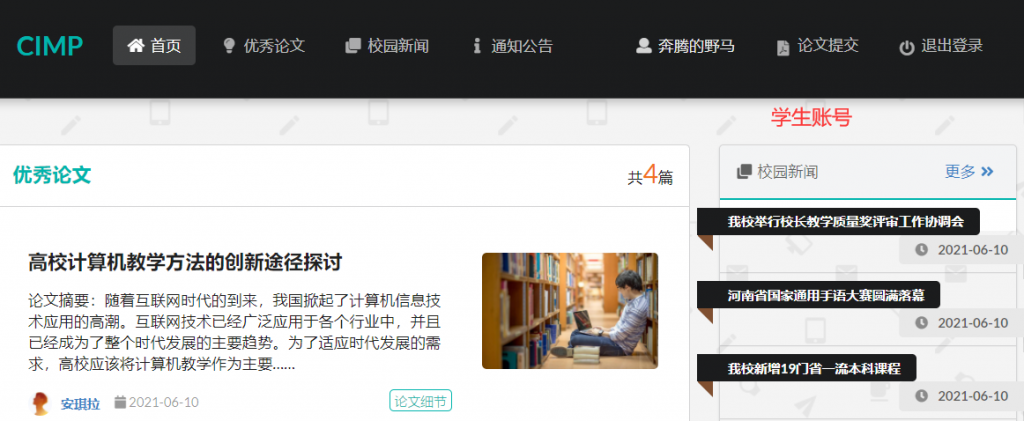 CIMP 首页 优秀论文 校园新闻 通知公告 奔腾的野马 论文提交 退出登录
学生账号
优秀论文 共4篇
高校计算机教学方法的创新途径探讨
论文摘要：随着互联网时代的到来，我国掀起了计算机信息技
术应用的高潮。互联网技术已经广泛应用于各个行业中，并且
已经成为了整个时代发展的主要趋势。为了适应时代发展的需
求，高校应该将计算机教学作为主要......
安琪拉 2021-06-10 论文细节
校园新闻 更多
我校举行校长教学质量奖评审工作协调会
2021-06-10
河南省国家通用手语大赛圆满落幕
2021-06-10
我校新增19门省一流本科课程
2021-06-10